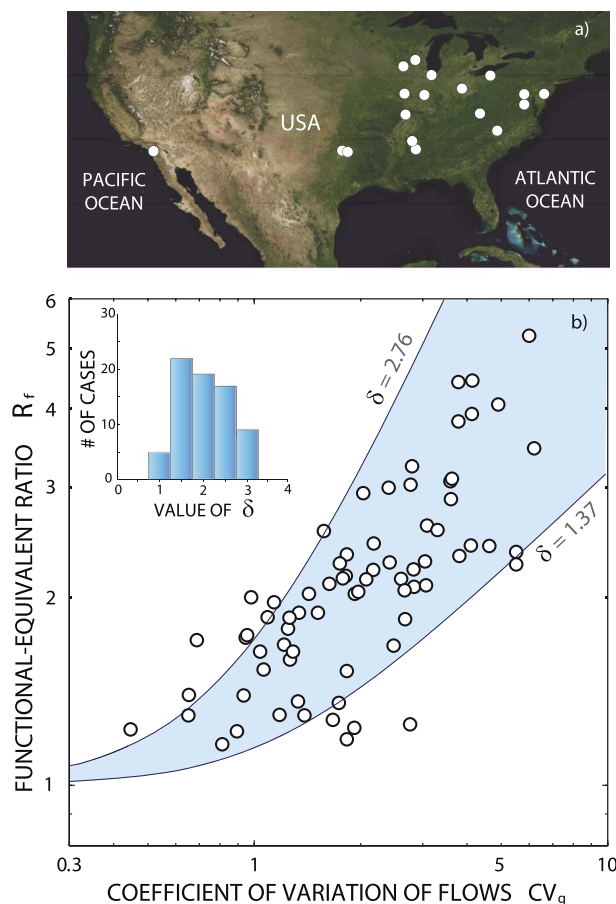 a)
USA
PACIFIC
OCEAN
ATLANTIC
OCEAN
b)
6
5
4
3
2
1
FUNCTIONAL-EQUIVALENT RATIO Rf
30
20
10
0
# OF CASES
0 1 2 3 4
VALUE OF δ
δ = 2.76
δ = 1.37
0.3 1 5 10
COEFFICIENT OF VARIATION OF FLOWS CVq